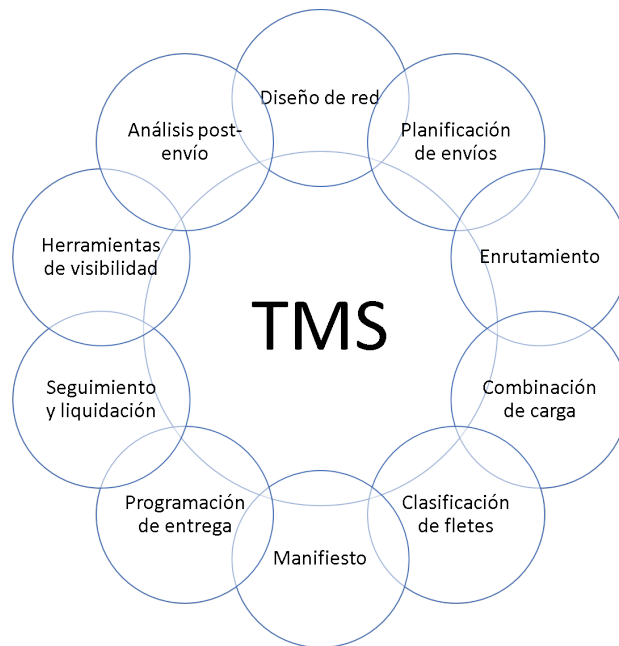 Diseño de red
Planificación
de envíos
Enrutamiento
Combinación
de carga
Clasificación
de fletes
Manifiesto
Programación
de entrega
Seguimiento
y liquidación
Herramientas
de visibilidad
Análisis post-
envío
TMS